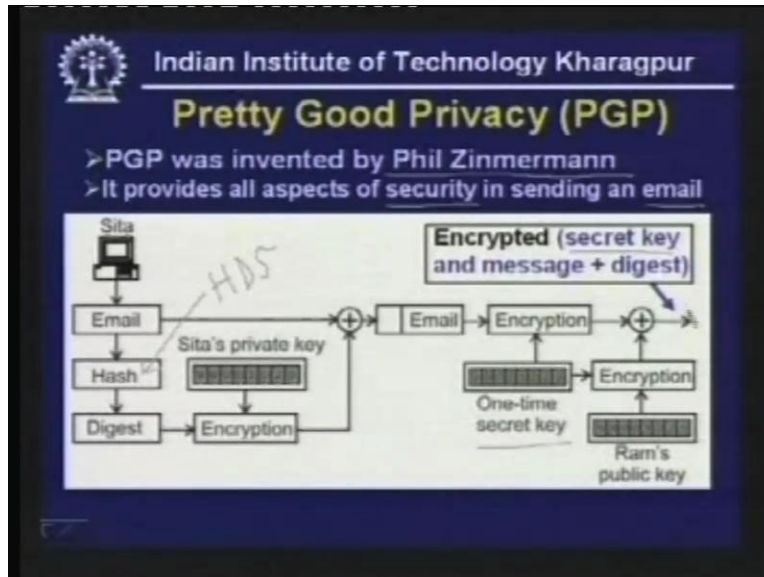 Indian Institute of Technology Kharagpur
Pretty Good Privacy (PGP)
➢PGP was invented by Phil Zinmermann
➢It provides all aspects of security in sending an email
Sita
Encrypted (secret key
and message + digest)
HD5
Email
Email
Encryption
Sita's private key
Hash
Encryption
One-time
secret key
Digest
Encryption
Ram's
public key